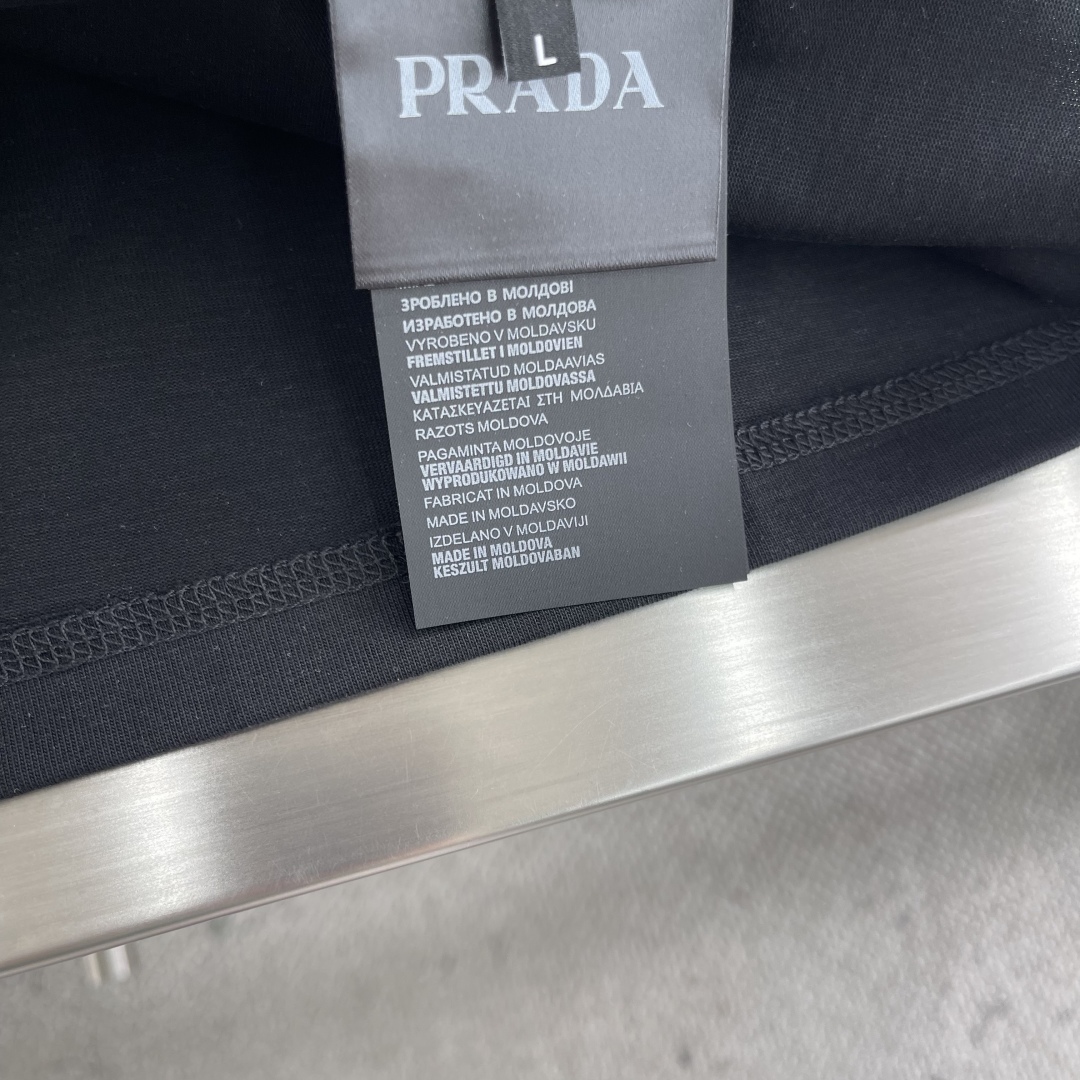 L
PRADA
ЗРОБЛЕНО В МОЛДОВІ
ИЗРАБОТЕНО В МОЛДОВА
VYROBENO V MOLDAVSKU
FREMSTILLET I MOLDOVIEN
VALMISTATUD MOLDAAVIAS
VALMISTETTU MOLDOVASSA
ΚΑΤΑΣΚΕΥΑΖΕΤΑΙ ΣΤΗ ΜΟΛΔΑΒΙΑ
RAZOTS MOLDOVA
PAGAMINTA MOLDOVOJE
VERVAARDIGD IN MOLDAVIE
WYPRODUKOWANO W MOLDAWII
FABRICAT IN MOLDOVA
MADE IN MOLDAVSKO
IZDELANO V MOLDAVIJI
MADE IN MOLDOVA
KESZULT MOLDOVABAN